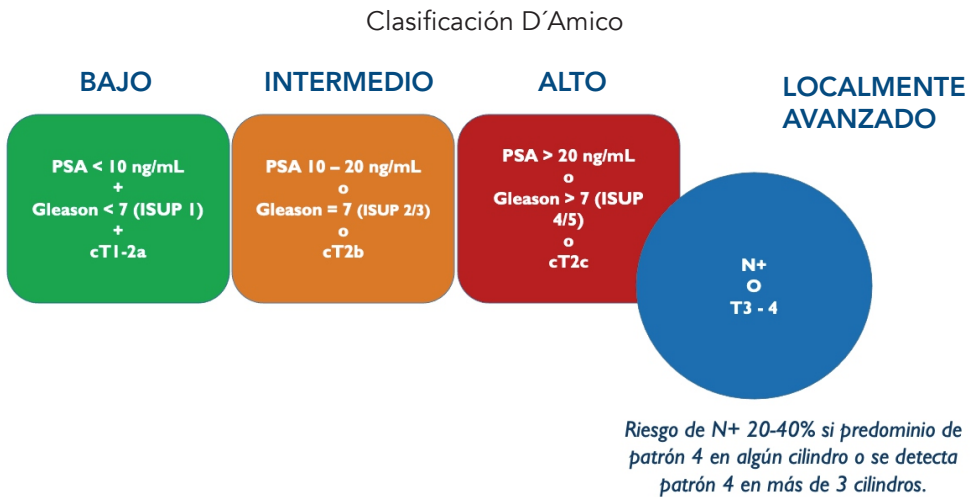 Clasificación D´Amico
BAJO
PSA < 10 ng/mL
+
Gleason < 7 (ISUP 1)
+
cT1-2a
INTERMEDIO
PSA 10 – 20 ng/mL
o
Gleason = 7 (ISUP 2/3)
o
cT2b
ALTO
PSA > 20 ng/mL
o
Gleason > 7 (ISUP
4/5)
o
cT2c
LOCALMENTE
AVANZADO
N+
O
T3 - 4
Riesgo de N+ 20-40% si predominio de
patrón 4 en algún cilindro o se detecta
patrón 4 en más de 3 cilindros.